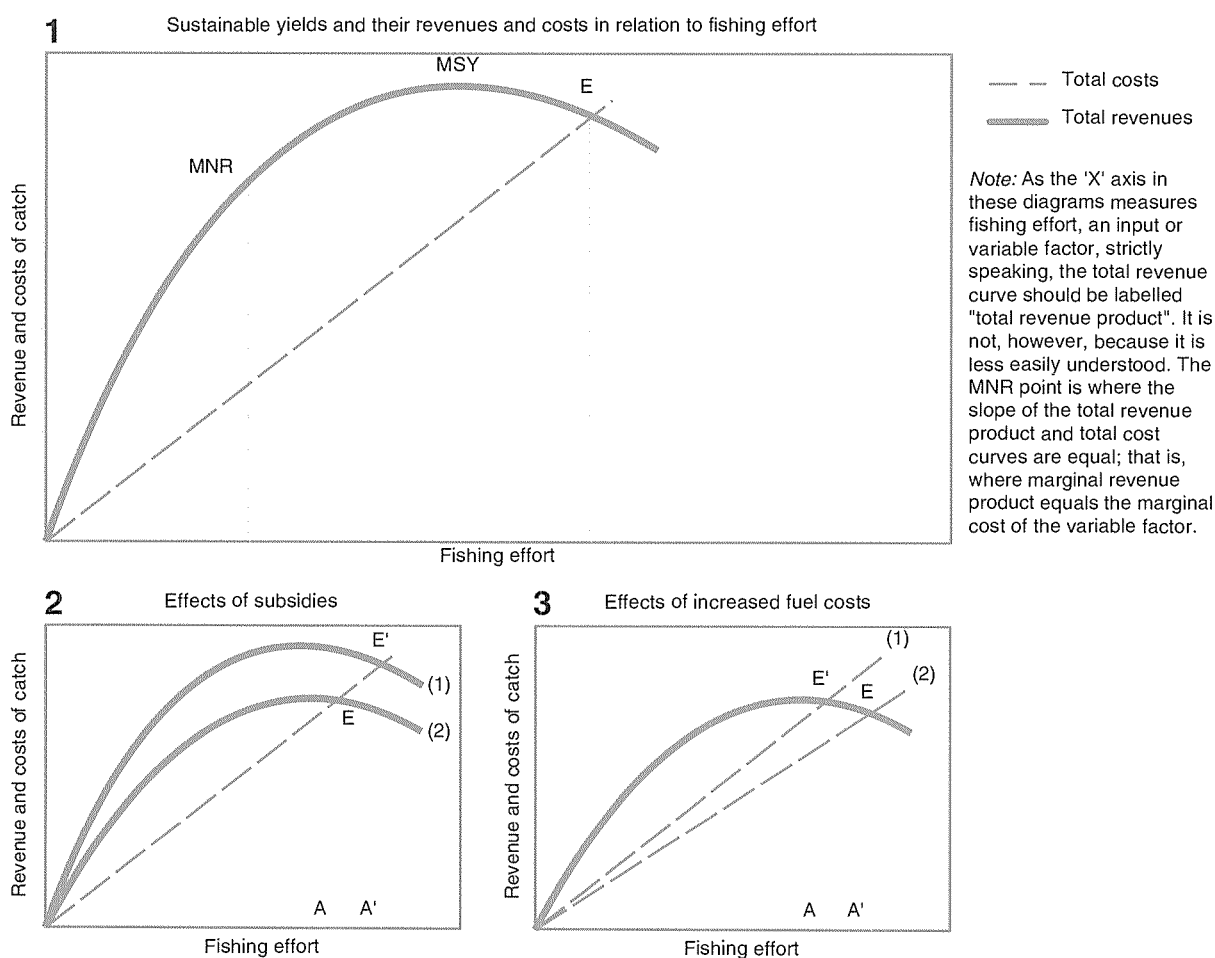 1
Sustainable yields and their revenues and costs in relation to fishing effort
MSY
E
MNR
Revenue and costs of catch
Fishing effort
Total costs
Total revenues
Note: As the 'X' axis in
these diagrams measures
fishing effort, an input or
variable factor, strictly
speaking, the total revenue
curve should be labelled
"total revenue product". It is
not, however, because it is
less easily understood. The
MNR point is where the
slope of the total revenue
product and total cost
curves are equal; that is,
where marginal revenue
product equals the marginal
cost of the variable factor.
2
Effects of subsidies
E'
(1)
E
(2)
Revenue and costs of catch
A A'
Fishing effort
3
Effects of increased fuel costs
(1)
E'
E
(2)
Revenue and costs of catch
A A'
Fishing effort